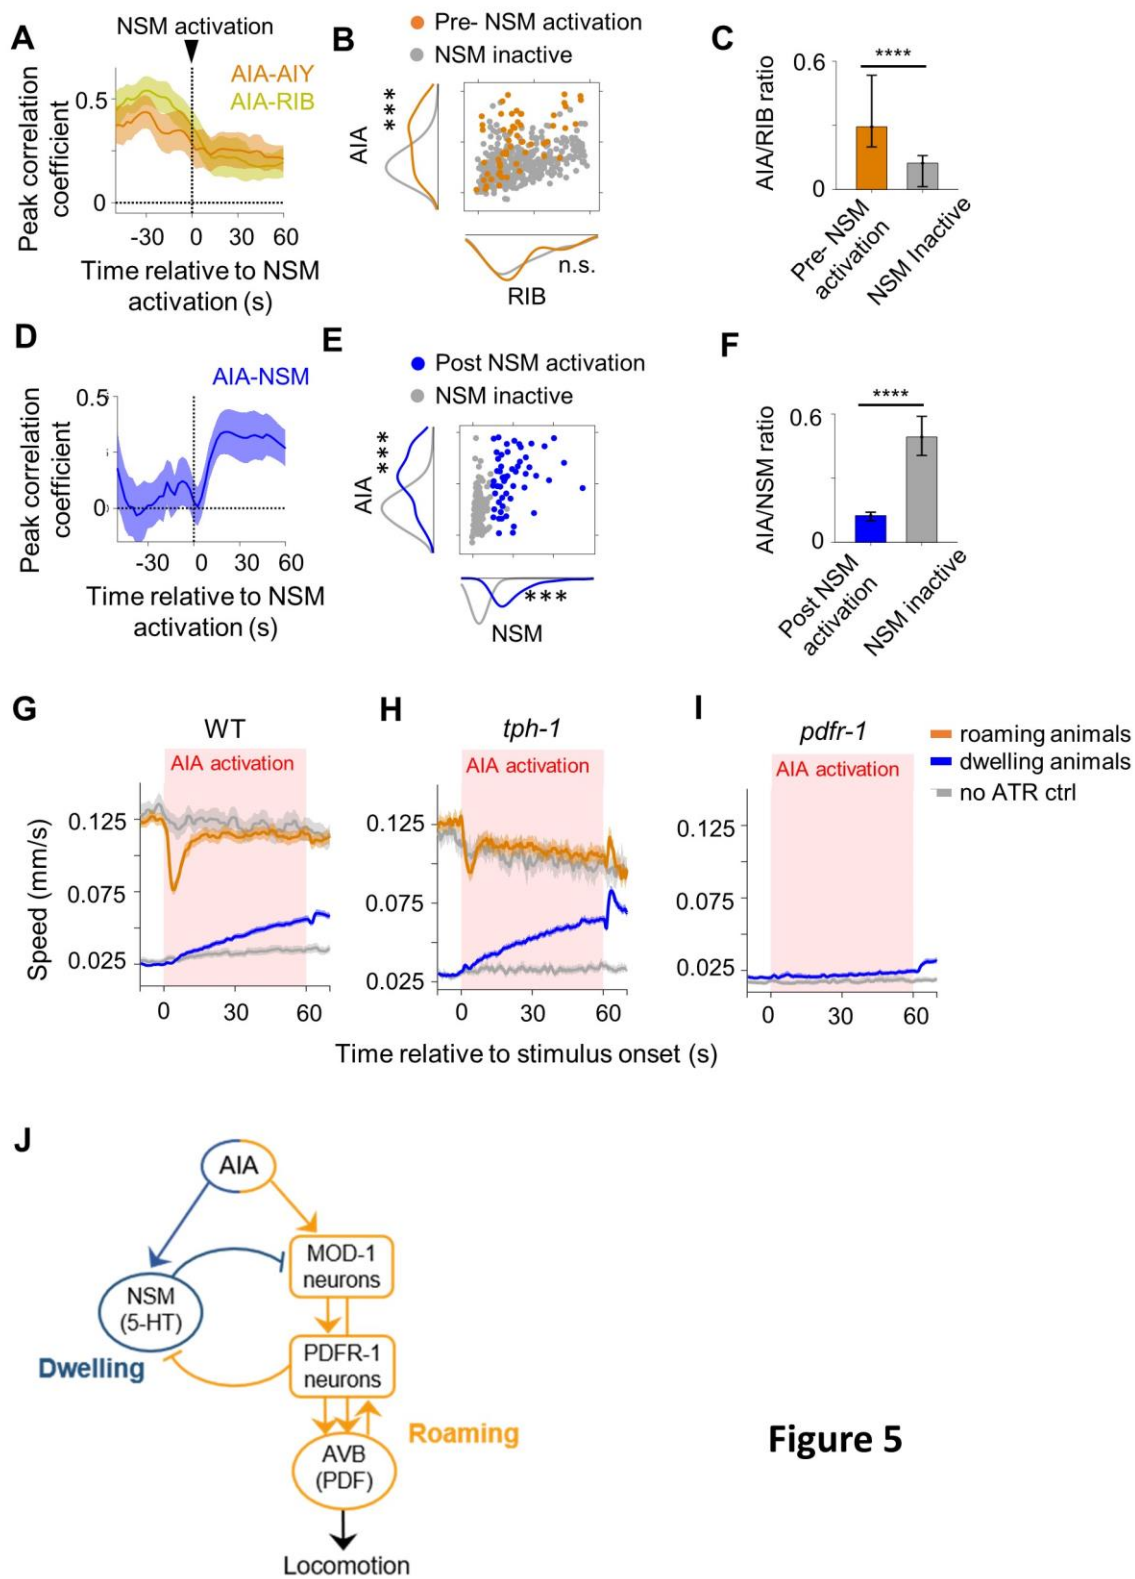 A
NSM activation
AIA-AIY
AIA-RIB
Peak correlation
coefficient
0.5
0
-30
0
30
60
Time relative to NSM
activation (s)
B
Pre- NSM activation
NSM inactive
AIA
***
n.s.
RIB
C
****
AIA/RIB ratio
0.6
0
Pre- NSM
activation
NSM Inactive
D
AIA-NSM
Peak correlation
coefficient
0.5
0
-30
0
30
60
Time relative to NSM
activation (s)
E
Post NSM activation
NSM inactive
AIA
***
***
NSM
F
****
AIA/NSM ratio
0.6
0
Post NSM
activation
NSM inactive
G
WT
AIA activation
Speed (mm/s)
0.125
0.075
0.025
0
30
60
H
tph-1
AIA activation
0.125
0.075
0.025
0
30
60
I
pdfr-1
AIA activation
0.125
0.075
0.025
0
30
60
roaming animals
dwelling animals
no ATR ctrl
Time relative to stimulus onset (s)
J
AIA
MOD-1
neurons
NSM
(5-HT)
Dwelling
PDFR-1
neurons
Roaming
AVB
(PDF)
Locomotion
Figure 5